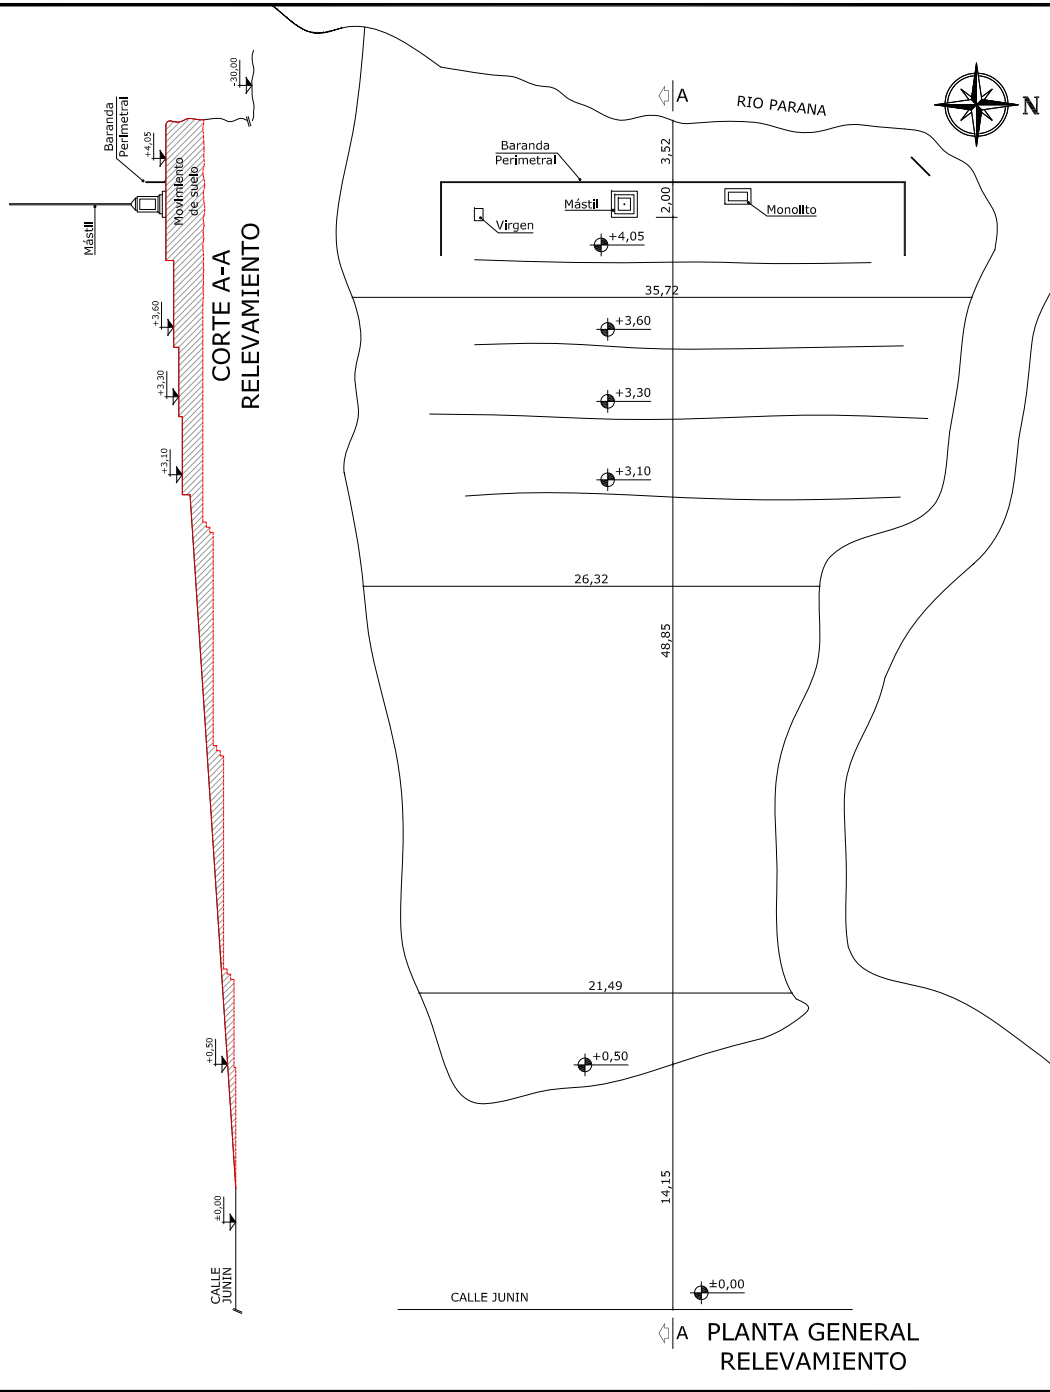 -30,00
Baranda
Perimetral
+4,05
Movimiento
de suelo
Mástil
CORTE A-A
RELEVAMIENTO
+3,60
+3,30
+3,10
+0,50
±0,00
CALLE
JUNIN
A
RIO PARANA
N
3,52
Baranda
Perimetral
2,00
Mástil
Monolito
Virgen
+4,05
35,72
+3,60
+3,30
+3,10
26,32
48,85
21,49
+0,50
14,15
±0,00
CALLE JUNIN
A
PLANTA GENERAL
RELEVAMIENTO